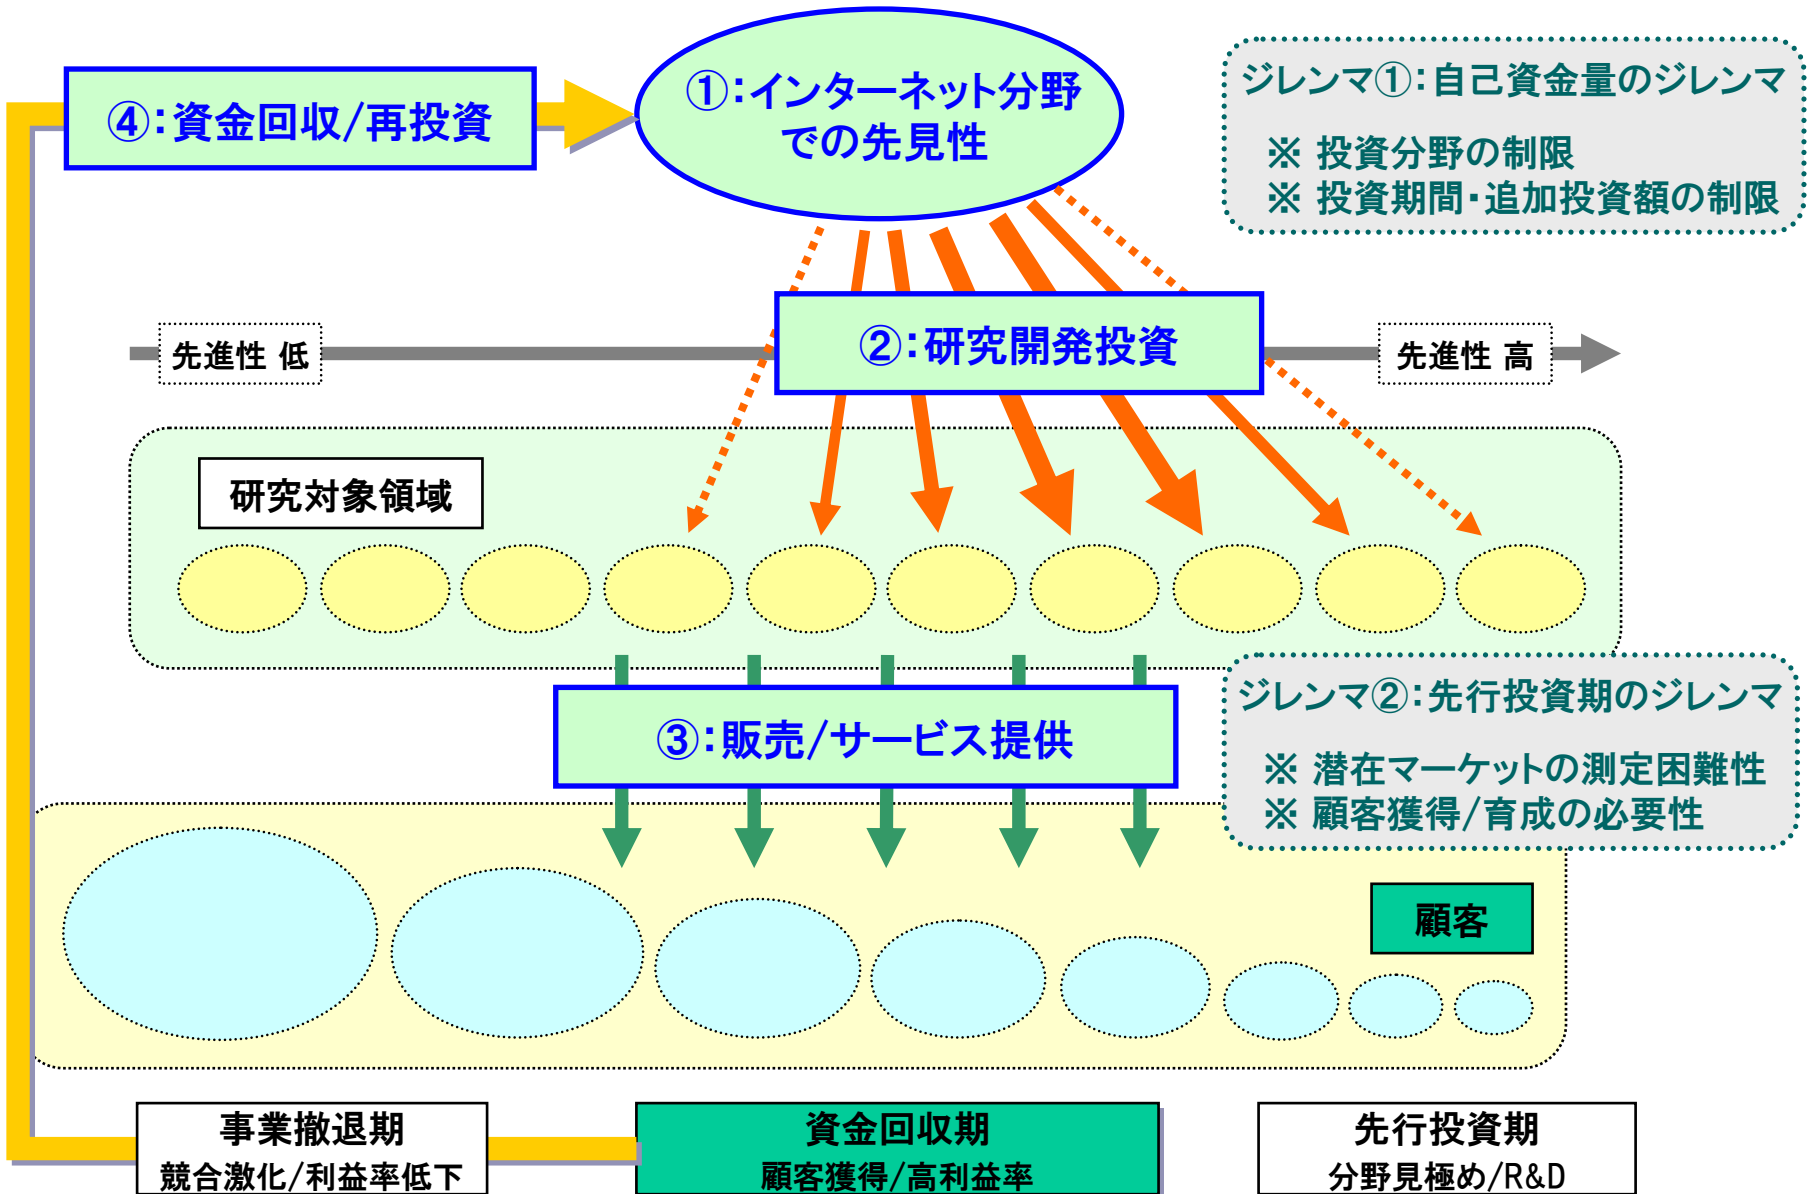 ①：インターネット分野
での先見性
④：資金回収/再投資
ジレンマ①：自己資金量のジレンマ
※ 投資分野の制限
※ 投資期間・追加投資額の制限
②：研究開発投資
先進性 低
先進性 高
研究対象領域
ジレンマ②：先行投資期のジレンマ
※ 潜在マーケットの測定困難性
※ 顧客獲得/育成の必要性
③：販売/サービス提供
顧客
事業撤退期
競合激化/利益率低下
資金回収期
顧客獲得/高利益率
先行投資期
分野見極め/R&D